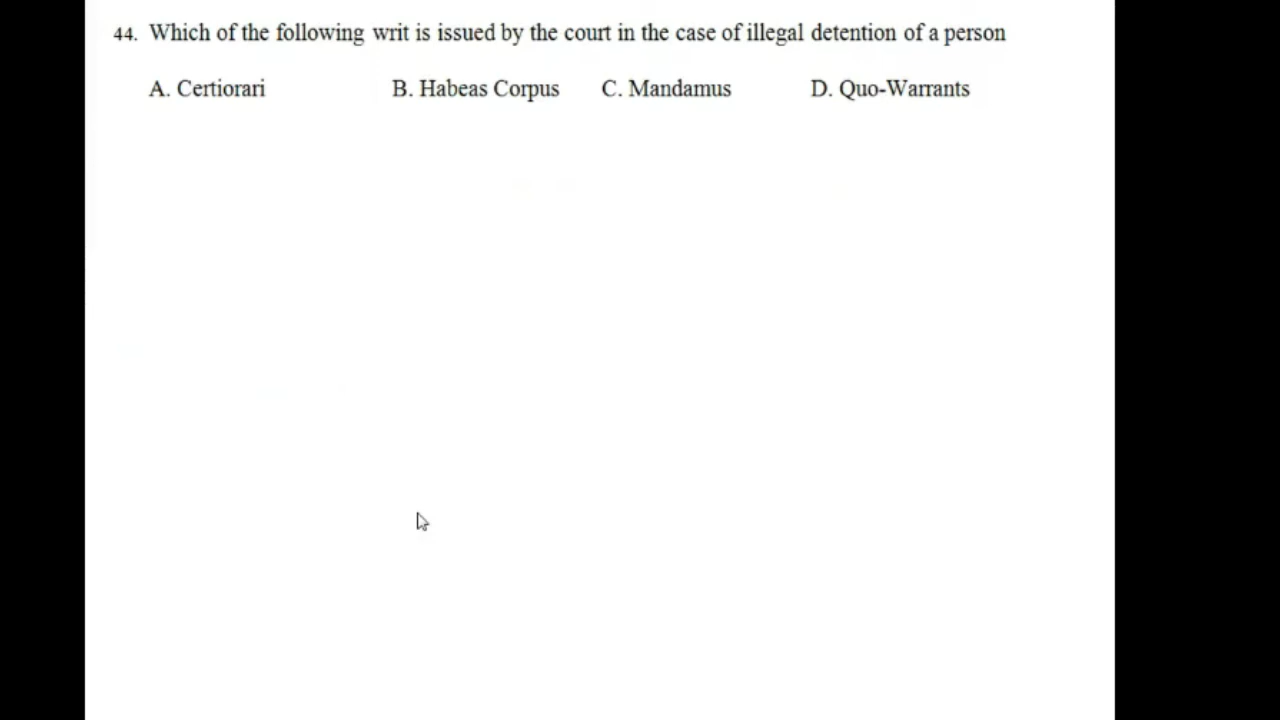 44. Which of the following writ is issued by the court in the case of illegal detention of a person
A. Certiorari B. Habeas Corpus C. Mandamus D. Quo-Warrants